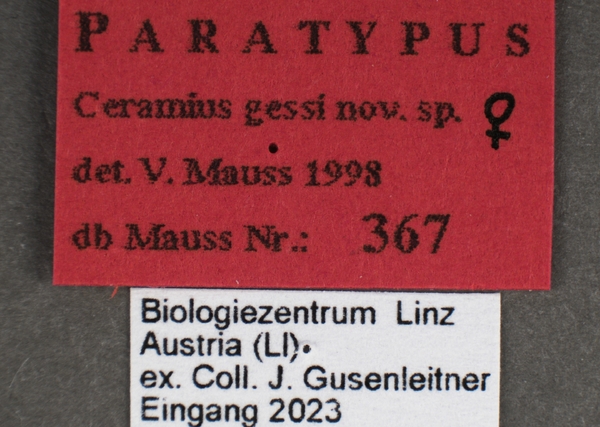 PARATYPUS
Ceramius gessi nov. sp. ♀
det. V. Mauss 1998
db Mauss Nr.: 367
Biologiezentrum Linz
Austria (LI)
ex. Coll. J. Gusenleitner
Eingang 2023